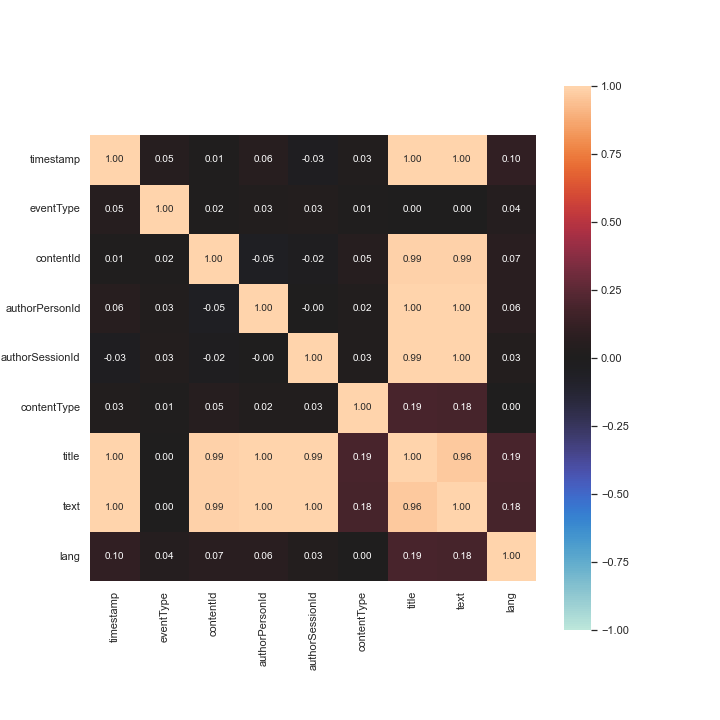 timestamp 1.00 0.05 0.01 0.06 -0.03 0.03 1.00 1.00 0.10
eventType 0.05 1.00 0.02 0.03 0.03 0.01 0.00 0.00 0.04
contentId 0.01 0.02 1.00 -0.05 -0.02 0.05 0.99 0.99 0.07
authorPersonId 0.06 0.03 -0.05 1.00 -0.00 0.02 1.00 1.00 0.06
authorSessionId -0.03 0.03 -0.02 -0.00 1.00 0.03 0.99 1.00 0.03
contentType 0.03 0.01 0.05 0.02 0.03 1.00 0.19 0.18 0.00
title 1.00 0.00 0.99 1.00 0.99 0.19 1.00 0.96 0.19
text 1.00 0.00 0.99 1.00 1.00 0.18 0.96 1.00 0.18
lang 0.10 0.04 0.07 0.06 0.03 0.00 0.19 0.18 1.00
timestamp
eventType
contentId
authorPersonId
authorSessionId
contentType
title
text
lang
1.00
0.75
0.50
0.25
0.00
−0.25
−0.50
−0.75
−1.00